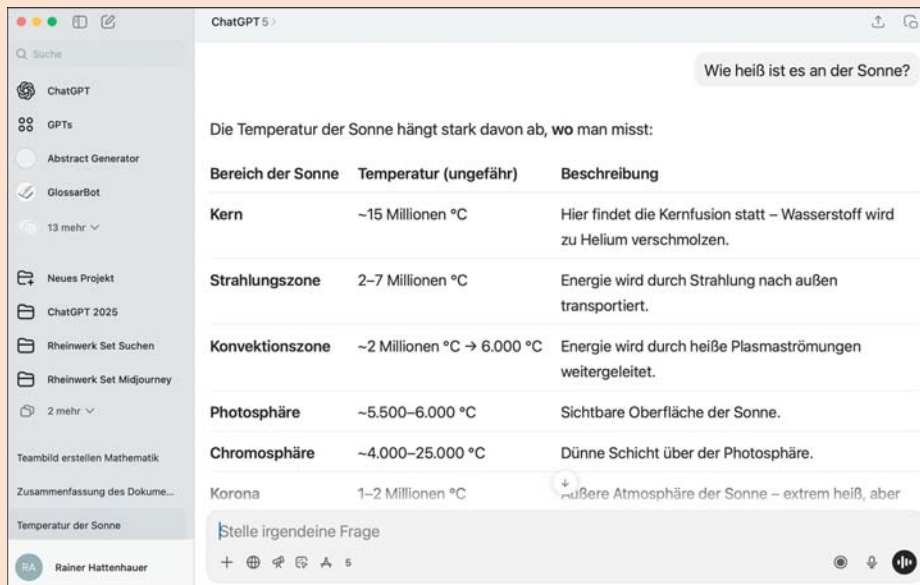 ChatGPT 5 >
Suche
ChatGPT
GPTs
Abstract Generator
GlossarBot
13 mehr
Neues Projekt
ChatGPT 2025
Rheinwerk Set Suchen
Rheinwerk Set Midjourney
2 mehr
Teambild erstellen Mathematik
Zusammenfassung des Dokume...
Temperatur der Sonne
RA Rainer Hattenhauer
Wie heiß ist es an der Sonne?
Die Temperatur der Sonne hängt stark davon ab, wo man misst:
Bereich der Sonne Temperatur (ungefähr) Beschreibung
Kern ~15 Millionen °C Hier findet die Kernfusion statt – Wasserstoff wird
zu Helium verschmolzen.
Strahlungszone 2–7 Millionen °C Energie wird durch Strahlung nach außen
transportiert.
Konvektionszone ~2 Millionen °C → 6.000 °C Energie wird durch heiße Plasmaströmungen
weitergeleitet.
Photosphäre ~5.500–6.000 °C Sichtbare Oberfläche der Sonne.
Chromosphäre ~4.000–25.000 °C Dünne Schicht über der Photosphäre.
Korona 1–2 Millionen °C Äußere Atmosphäre der Sonne – extrem heiß, aber
Stelle irgendeine Frage
5